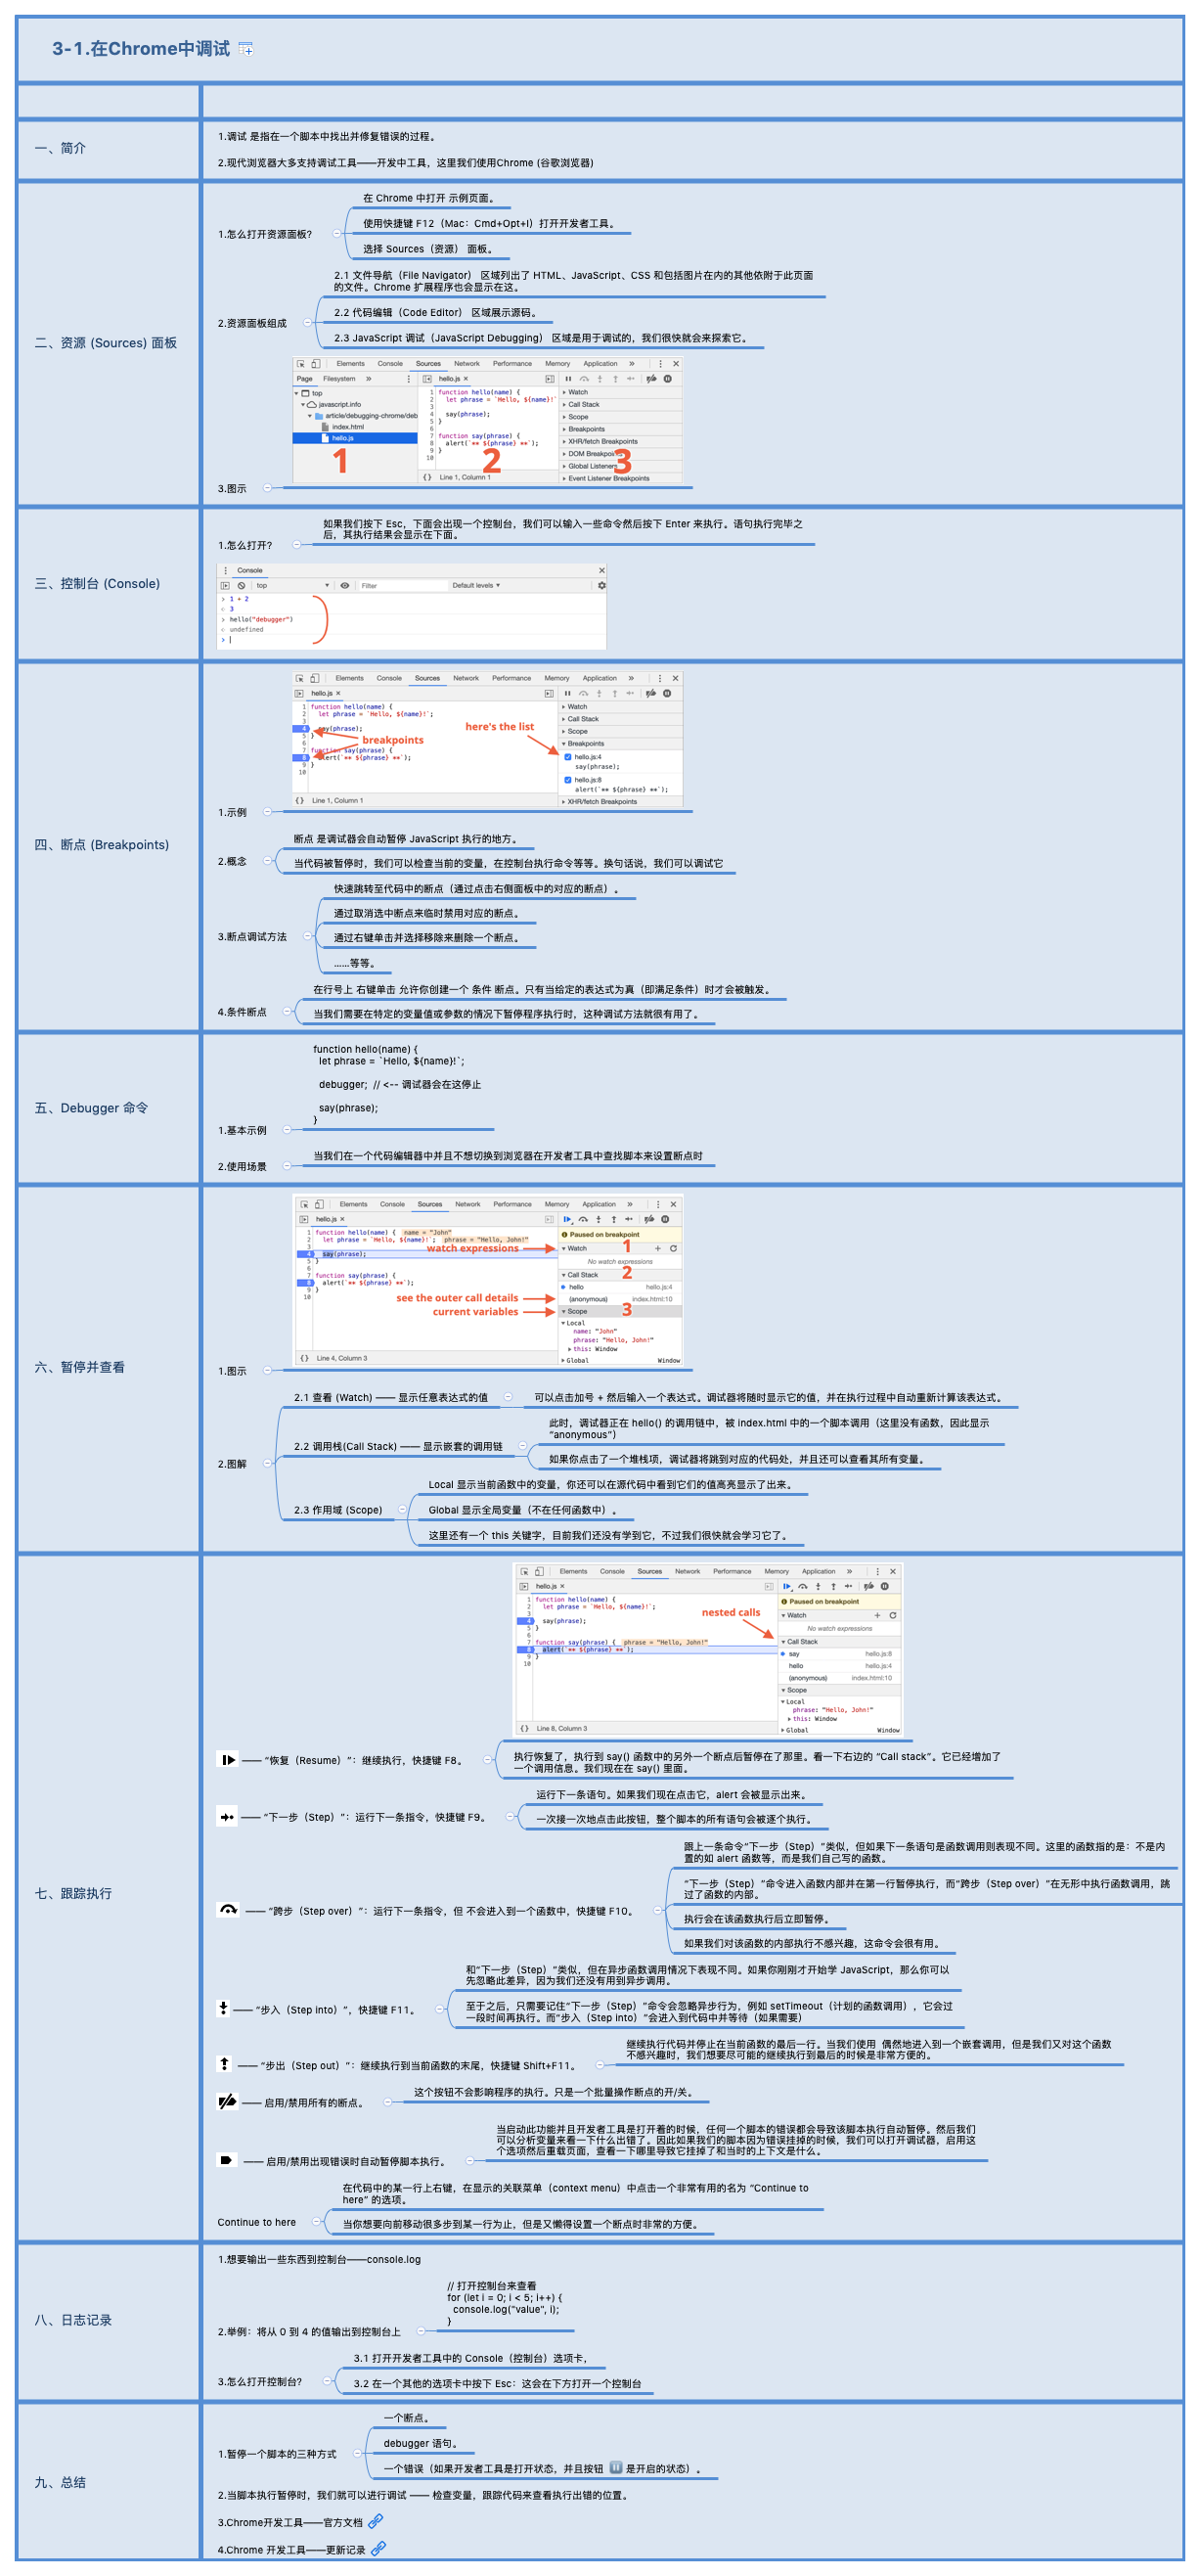 3-1.在Chrome中调试
一、简介
1.调试 是指在一个脚本中找出并修复错误的过程。
2.现代浏览器大多支持调试工具——开发中工具，这里我们使用Chrome (谷歌浏览器)
二、资源 (Sources) 面板
1.怎么打开资源面板?
在 Chrome 中打开 示例页面。
使用快捷键 F12（Mac：Cmd+Opt+I）打开开发者工具。
选择 Sources（资源） 面板。
2.资源面板组成
2.1 文件导航（File Navigator） 区域列出了 HTML、JavaScript、CSS 和包括图片在内的其他依附于此页面
的文件。Chrome 扩展程序也会显示在这。
2.2 代码编辑（Code Editor） 区域展示源码。
2.3 JavaScript 调试（JavaScript Debugging） 区域是用于调试的，我们很快就会来探索它。
3.图示
Elements Console Sources Network Performance Memory Application »
Page Filesystem »
hello.js ×
top
javascript.info
article/debugging-chrome/deb
index.html
hello.js
1 function hello(name) {
2 let phrase = `Hello, ${name}!`
3
4 say(phrase);
5 }
6
7 function say(phrase) {
8 alert(`** ${phrase} **`);
9 }
10
{} Line 1, Column 1
Watch
Call Stack
Scope
Breakpoints
XHR/fetch Breakpoints
DOM Breakpoints
Global Listeners
Event Listener Breakpoints
1 2 3
三、控制台 (Console)
1.怎么打开?
如果我们按下 Esc，下面会出现一个控制台，我们可以输入一些命令然后按下 Enter 来执行。语句执行完毕之
后，其执行结果会显示在下面。
Console
top Filter Default levels ▼
> 1 + 2
< 3
> hello("debugger")
< undefined
>
四、断点 (Breakpoints)
1.示例
Elements Console Sources Network Performance Memory Application »
hello.js ×
1 function hello(name) {
2 let phrase = `Hello, ${name}!`;
3
4 say(phrase);
5 }
6
7 function say(phrase) {
8 alert(`** ${phrase} **`);
9 }
10
breakpoints
here's the list
{} Line 1, Column 1
Watch
Call Stack
Scope
Breakpoints
hello.js:4
say(phrase);
hello.js:8
alert(`** ${phrase} **`);
XHR/fetch Breakpoints
2.概念
断点 是调试器会自动暂停 JavaScript 执行的地方。
当代码被暂停时，我们可以检查当前的变量，在控制台执行命令等等。换句话说，我们可以调试它
3.断点调试方法
快速跳转至代码中的断点（通过点击右侧面板中的对应的断点）。
通过取消选中断点来临时禁用对应的断点。
通过右键单击并选择移除来删除一个断点。
……等等。
4.条件断点
在行号上 右键单击 允许你创建一个 条件 断点。只有当给定的表达式为真（即满足条件）时才会被触发。
当我们需要在特定的变量值或参数的情况下暂停程序执行时，这种调试方法就很有用了。
五、Debugger 命令
1.基本示例
function hello(name) {
let phrase = `Hello, ${name}!`;
debugger; // <-- 调试器会在这停止
say(phrase);
}
2.使用场景
当我们在一个代码编辑器中并且不想切换到浏览器在开发者工具中查找脚本来设置断点时
六、暂停并查看
1.图示
Elements Console Sources Network Performance Memory Application »
hello.js ×
1 function hello(name) { name = "John"
2 let phrase = `Hello, ${name}!`; phrase = "Hello, John!"
3
4 say(phrase);
5 }
6
7 function say(phrase) {
8 alert(`** ${phrase} **`);
9 }
10
watch expressions
see the outer call details
current variables
{} Line 4, Column 3
Paused on breakpoint
Watch 1
No watch expressions
2
Call Stack
hello hello.js:4
(anonymous) index.html:10
Scope 3
Local
name: "John"
phrase: "Hello, John!"
this: Window
Global Window
2.图解
2.1 查看 (Watch) —— 显示任意表达式的值
可以点击加号 + 然后输入一个表达式。调试器将随时显示它的值，并在执行过程中自动重新计算该表达式。
2.2 调用栈(Call Stack) —— 显示嵌套的调用链
此时，调试器正在 hello() 的调用链中，被 index.html 中的一个脚本调用（这里没有函数，因此显示
“anonymous”）
如果你点击了一个堆栈项，调试器将跳到对应的代码处，并且还可以查看其所有变量。
2.3 作用域 (Scope)
Local 显示当前函数中的变量，你还可以在源代码中看到它们的值高亮显示了出来。
Global 显示全局变量（不在任何函数中）。
这里还有一个 this 关键字，目前我们还没有学到它，不过我们很快就会学习它了。
七、跟踪执行
Elements Console Sources Network Performance Memory Application »
hello.js ×
1 function hello(name) {
2 let phrase = `Hello, ${name}!`;
3
4 say(phrase);
5 }
6
7 function say(phrase) { phrase = "Hello, John!"
8 alert(`** ${phrase} **`);
9 }
10
nested calls
{} Line 8, Column 3
Paused on breakpoint
Watch
No watch expressions
Call Stack
say hello.js:8
hello hello.js:4
(anonymous) index.html:10
Scope
Local
phrase: "Hello, John!"
this: Window
Global Window
—— “恢复（Resume）”：继续执行，快捷键 F8。
执行恢复了，执行到 say() 函数中的另外一个断点后暂停在了那里。看一下右边的 “Call stack”。它已经增加了
一个调用信息。我们现在在 say() 里面。
—— “下一步（Step）”：运行下一条指令，快捷键 F9。
运行下一条语句。如果我们现在点击它，alert 会被显示出来。
一次接一次地点击此按钮，整个脚本的所有语句会被逐个执行。
—— “跨步（Step over）”：运行下一条指令，但 不会进入到一个函数中，快捷键 F10。
跟上一条命令“下一步（Step）”类似，但如果下一条语句是函数调用则表现不同。这里的函数指的是：不是内
置的如 alert 函数等，而是我们自己写的函数。
“下一步（Step）”命令进入函数内部并在第一行暂停执行，而“跨步（Step over）”在无形中执行函数调用，跳
过了函数的内部。
执行会在该函数执行后立即暂停。
如果我们对该函数的内部执行不感兴趣，这命令会很有用。
—— “步入（Step into）”，快捷键 F11。
和“下一步（Step）”类似，但在异步函数调用情况下表现不同。如果你刚刚才开始学 JavaScript，那么你可以
先忽略此差异，因为我们还没有用到异步调用。
至于之后，只需要记住“下一步（Step）”命令会忽略异步行为，例如 setTimeout（计划的函数调用），它会过
一段时间再执行。而“步入（Step into）”会进入到代码中并等待（如果需要）
—— “步出（Step out）”：继续执行到当前函数的末尾，快捷键 Shift+F11。
继续执行代码并停止在当前函数的最后一行。当我们使用 偶然地进入到一个嵌套调用，但是我们又对这个函数
不感兴趣时，我们想要尽可能的继续执行到最后的时候是非常方便的。
—— 启用/禁用所有的断点。
这个按钮不会影响程序的执行。只是一个批量操作断点的开/关。
—— 启用/禁用出现错误时自动暂停脚本执行。
当启动此功能并且开发者工具是打开着的时候，任何一个脚本的错误都会导致该脚本执行自动暂停。然后我们
可以分析变量来看一下什么出错了。因此如果我们的脚本因为错误挂掉的时候，我们可以打开调试器，启用这
个选项然后重载页面，查看一下哪里导致它挂掉了和当时的上下文是什么。
Continue to here
在代码中的某一行上右键，在显示的关联菜单（context menu）中点击一个非常有用的名为 “Continue to
here” 的选项。
当你想要向前移动很多步到某一行为止，但是又懒得设置一个断点时非常的方便。
八、日志记录
1.想要输出一些东西到控制台——console.log
2.举例：将从 0 到 4 的值输出到控制台上
// 打开控制台来查看
for (let i = 0; i < 5; i++) {
console.log("value", i);
}
3.怎么打开控制台?
3.1 打开开发者工具中的 Console（控制台）选项卡，
3.2 在一个其他的选项卡中按下 Esc：这会在下方打开一个控制台
九、总结
1.暂停一个脚本的三种方式
一个断点。
debugger 语句。
一个错误（如果开发者工具是打开状态，并且按钮 是开启的状态）。
2.当脚本执行暂停时，我们就可以进行调试 —— 检查变量，跟踪代码来查看执行出错的位置。
3.Chrome开发工具——官方文档
4.Chrome 开发工具——更新记录